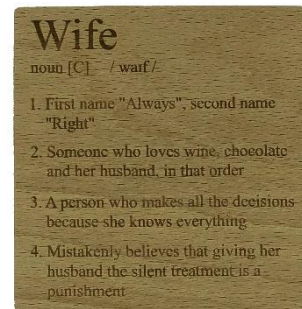 Wife
noun [C] / waɪf /
1. First name "Always", second name
"Right"
2. Someone who loves wine, chocolate
and her husband, in that order
3. A person who makes all the decisions
because she knows everything
4. Mistakenly believes that giving her
husband the silent treatment is a
punishment